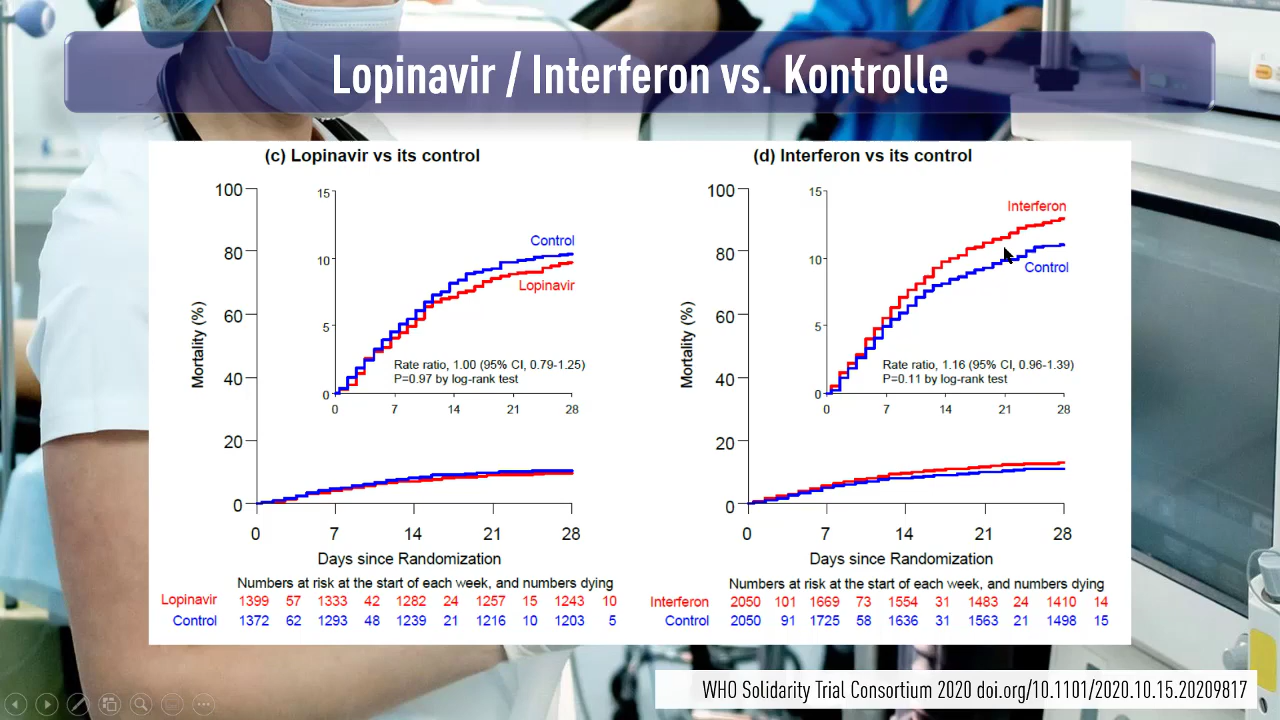 Lopinavir / Interferon vs. Kontrolle
(c) Lopinavir vs its control
100
80
60
40
20
0
Mortality (%)
15
10
5
0
Control
Lopinavir
Rate ratio, 1.00 (95% CI, 0.79-1.25)
P=0.97 by log-rank test
0 7 14 21 28
0 7 14 21 28
Days since Randomization
Numbers at risk at the start of each week, and numbers dying
Lopinavir 1399 57 1333 42 1282 24 1257 15 1243 10
Control 1372 62 1293 48 1239 21 1216 10 1203 5
(d) Interferon vs its control
100
80
60
40
20
0
Mortality (%)
15
10
5
0
Interferon
Control
Rate ratio, 1.16 (95% CI, 0.96-1.39)
P=0.11 by log-rank test
0 7 14 21 28
0 7 14 21 28
Days since Randomization
Numbers at risk at the start of each week, and numbers dying
Interferon 2050 101 1669 73 1554 31 1483 24 1410 14
Control 2050 91 1725 58 1636 31 1563 21 1498 15
WHO Solidarity Trial Consortium 2020 doi.org/10.1101/2020.10.15.20209817